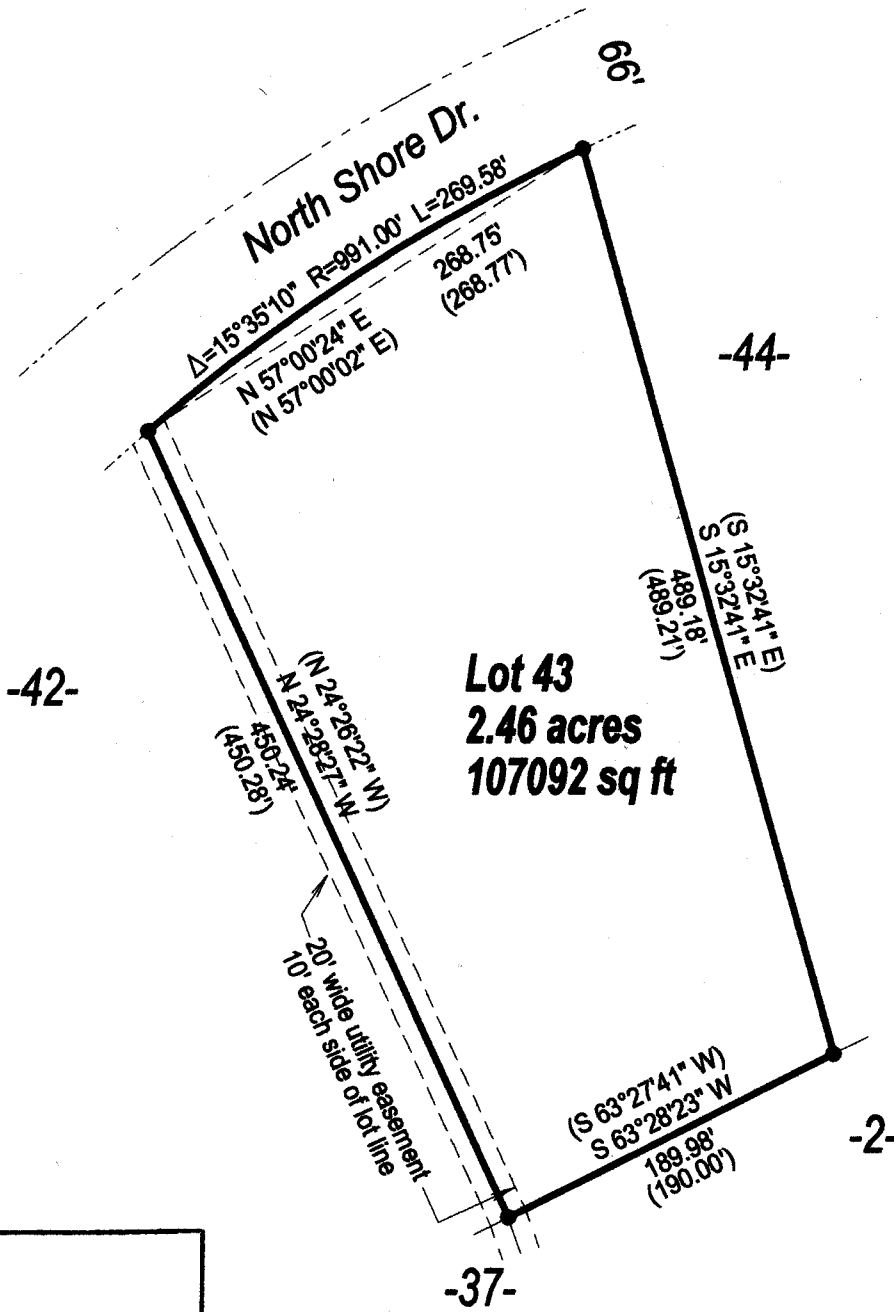 66'
North Shore Dr.
Δ=15°35'10" R=991.00' L=269.58'
268.75'
(268.77')
N 57°00'24" E
(N 57°00'02" E)
-44-
(S 15°32'41" E)
S 15°32'41" E
489.18'
(489.21')
-42-
(N 24°26'22" W)
N 24°28'27" W
450.24'
(450.28')
Lot 43
2.46 acres
107092 sq ft
20' wide utility easement
10' each side of lot line
(S 63°27'41" W)
S 63°28'23" W
189.98'
(190.00')
-2-
-37-